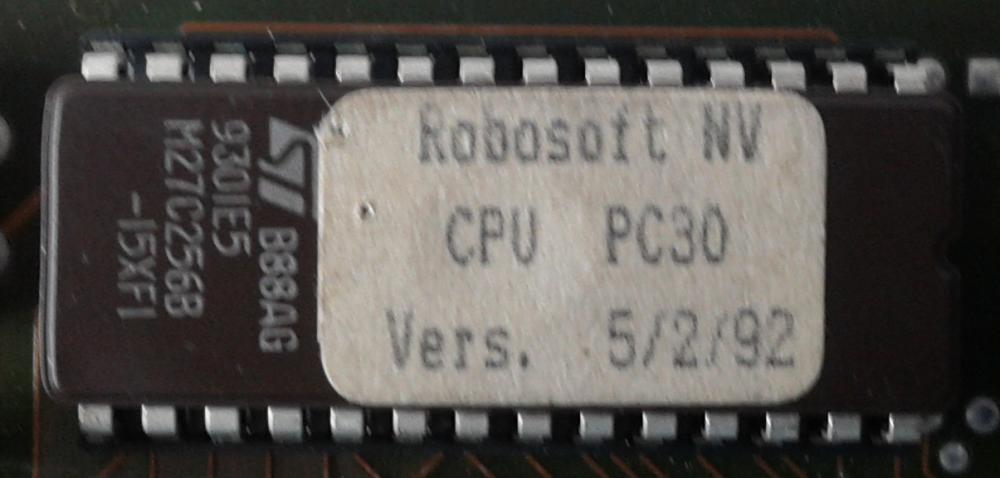 Robosoft NV
CPU PC30
Vers. 5/2/92
ST B88AG
9301E5
M27C256B
-15XF1